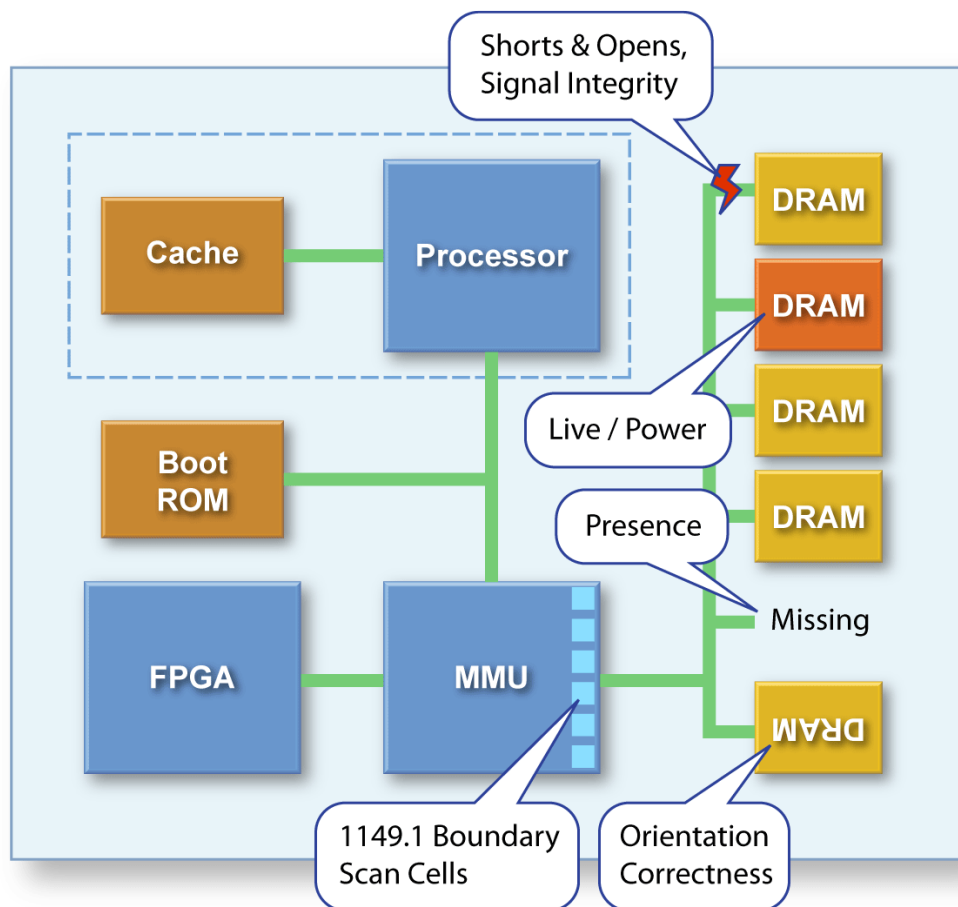 Shorts & Opens,
Signal Integrity
Cache
Processor
DRAM
DRAM
Live / Power
DRAM
Boot
ROM
Presence
DRAM
Missing
FPGA
MMU
DRAM
1149.1 Boundary
Scan Cells
Orientation
Correctness